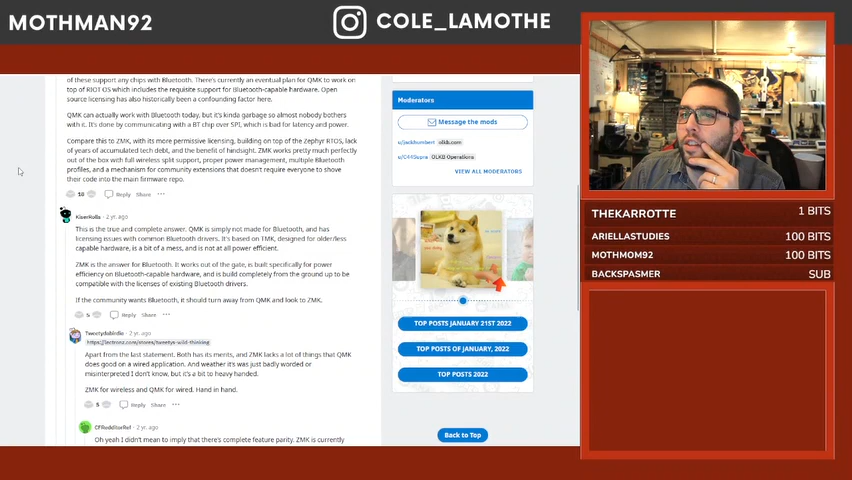 MOTHMAN92
COLE_LAMOTHE
of these support any chips with Bluetooth. There's currently an eventual plan for QMK to work on
top of RIOT OS which includes the requisite support for Bluetooth-capable hardware. Open
source licensing has also historically been a confounding factor here.
QMK can actually work with Bluetooth today, but it's kinda garbage so almost nobody bothers
with it. It's done by communicating with a BT chip over SPI, which is bad for latency and power.
Compare this to ZMK, with its more permissive licensing, building on top of the Zephyr RTOS, lack
of years of accumulated tech debt, and the benefit of hindsight. ZMK works pretty much perfectly
out of the box with full wireless split support, proper power management, multiple Bluetooth
profiles, and a mechanism for community extensions that doesn't require everyone to shove
their code into the main firmware repo.
18 Reply Share ···
KiserRolls · 2 yr. ago
This is the true and complete answer. QMK is simply not made for Bluetooth, and has
licensing issues with common Bluetooth drivers. It's based on TMK, designed for older/less
capable hardware, is a bit of a mess, and is not at all power efficient.
ZMK is the answer for Bluetooth. It works out of the gate, is built specifically for power
efficiency on Bluetooth-capable hardware, and is build completely from the ground up to be
compatible with the licenses of existing Bluetooth drivers.
If the community wants Bluetooth, it should turn away from QMK and look to ZMK.
5 Reply Share ···
Tweetydabirdie · 2 yr. ago
https://lectronz.com/stores/tweetys-wild-thinking
Apart from the last statement. Both has its merits, and ZMK lacks a lot of things that QMK
does good on a wired application. And weather it's was just badly worded or
misinterpreted I don't know, but it's a bit to heavy handed.
ZMK for wireless and QMK for wired. Hand in hand.
5 Reply Share ···
2 yr. ago
Oh yeah I didn't mean to imply that there's complete feature parity. ZMK is currently
Moderators
Message the mods
u/jackhumbert olkb.com
OLKB Operations
VIEW ALL MODERATORS
TOP POSTS JANUARY 21ST 2022
TOP POSTS OF JANUARY, 2022
TOP POSTS 2022
Back to Top
THEKARROTTE 1 BITS
ARIELLASTUDIES 100 BITS
MOTHMOM92 100 BITS
BACKSPASMER SUB